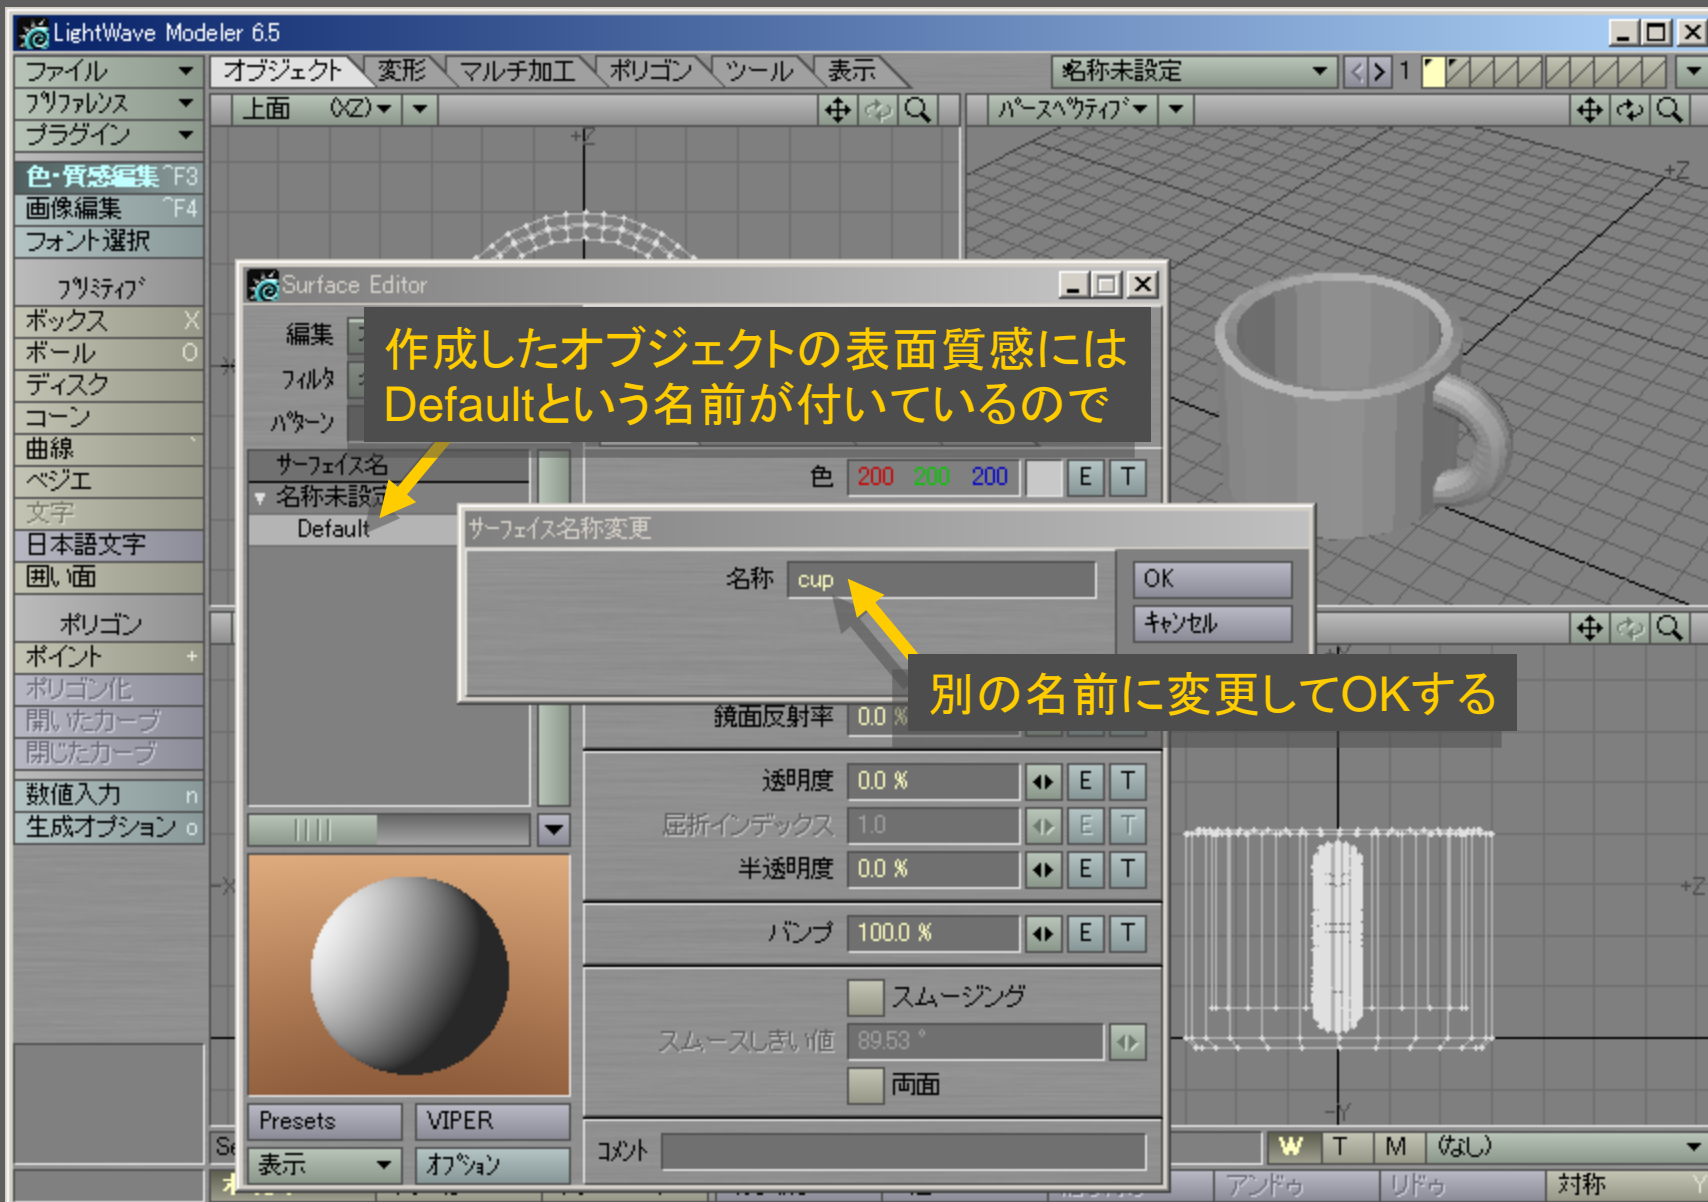 LightWave Modeler 6.5
ファイル
オブジェクト 変形 マルチ加工 ポリゴン ツール 表示
名称未設定
1
プリファレンス
プラグイン
上面 (XZ)
パースペクティブ
色・質感編集 ^F3
画像編集 ^F4
フォント選択
プリミティブ
ボックス X
ボール O
ディスク
コーン
曲線 `
ベジエ
文字
日本語文字
囲い面
ポリゴン
ポイント +
ポリゴン化
開いたカーブ
閉じたカーブ
数値入力 n
生成オプション o
+Z
+Z
Surface Editor
編集
フィルタ
パターン
作成したオブジェクトの表面質感には
Defaultという名前が付いているので
サーフェイス名
名称未設定
Default
色 200 200 200 E T
サーフェイス名称変更
名称 cup
OK
キャンセル
別の名前に変更してOKする
鏡面反射率 0.0 %
透明度 0.0 % E T
屈折インデックス 1.0 E T
半透明度 0.0 % E T
バンプ 100.0 % E T
スムージング
スムースしきい値 89.53 °
両面
コメント
Presets VIPER
表示 オプション
-X
+Z
-Y
W T M (なし)
アンドゥ リドゥ 対称